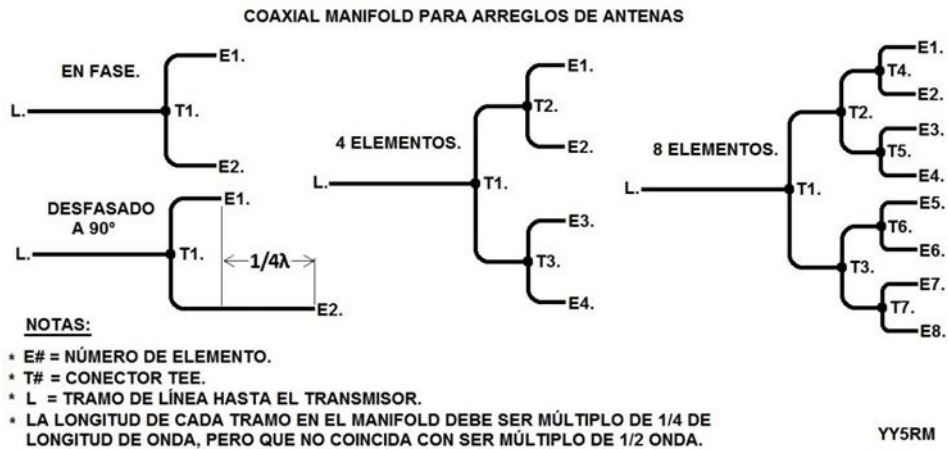 COAXIAL MANIFOLD PARA ARREGLOS DE ANTENAS
EN FASE.
L.
T1.
E1.
E2.
DESFASADO
A 90°
L.
T1.
E1.
1/4λ
E2.
4 ELEMENTOS.
L.
T1.
T2.
T3.
E1.
E2.
E3.
E4.
8 ELEMENTOS.
L.
T1.
T2.
T3.
T4.
T5.
T6.
T7.
E1.
E2.
E3.
E4.
E5.
E6.
E7.
E8.
NOTAS:
* E# = NÚMERO DE ELEMENTO.
* T# = CONECTOR TEE.
* L = TRAMO DE LÍNEA HASTA EL TRANSMISOR.
* LA LONGITUD DE CADA TRAMO EN EL MANIFOLD DEBE SER MÚLTIPLO DE 1/4 DE
LONGITUD DE ONDA, PERO QUE NO COINCIDA CON SER MÚLTIPLO DE 1/2 ONDA.
YY5RM